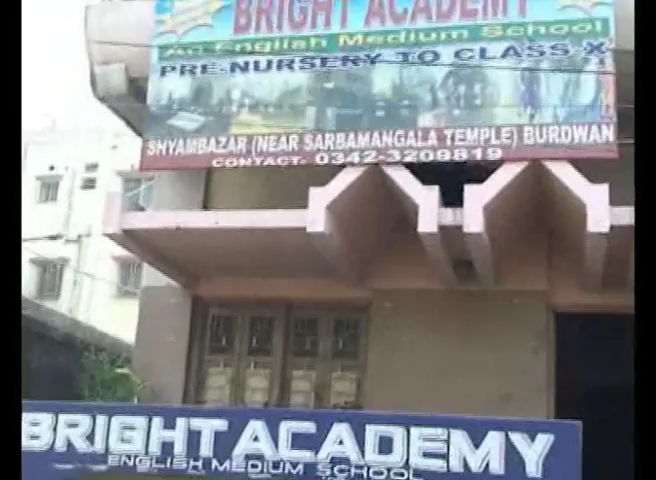 BRIGHT ACADEMY
An English Medium School
PRE-NURSERY TO CLASS X
SHYAMBAZAR (NEAR SARBAMANGALA TEMPLE) BURDWAN
CONTACT:- 0342-3209819
BRIGHT ACADEMY
ENGLISH MEDIUM SCHOOL